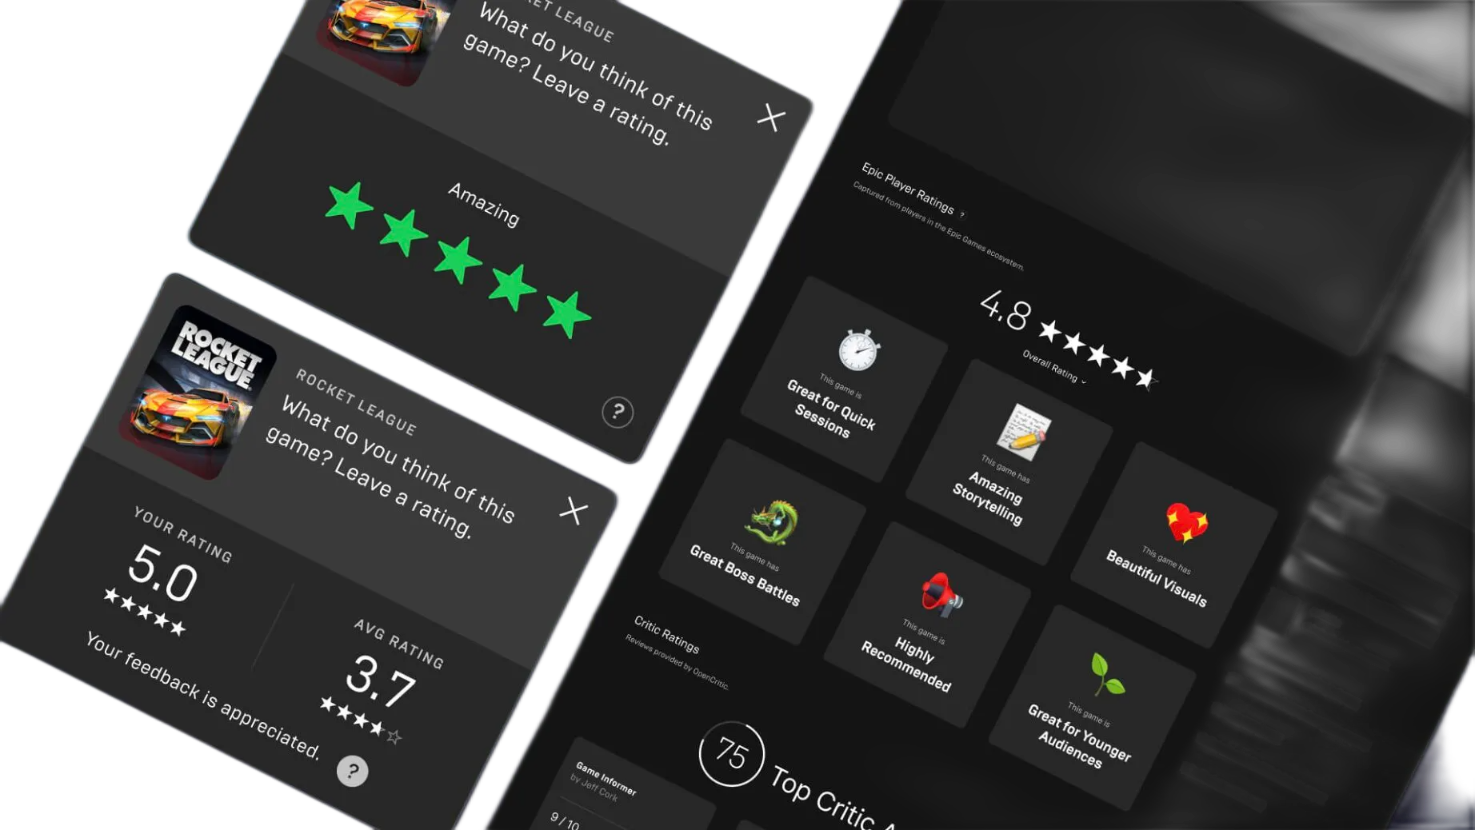 ET LEAGUE
What do you think of this
game? Leave a rating.
Amazing
?
ROCKET
LEAGUE
ROCKET LEAGUE
What do you think of this
game? Leave a rating.
YOUR RATING
5.0
AVG RATING
3.7
Your feedback is appreciated.
?
Epic Player Ratings ?
Captured from players in the Epic Games ecosystem.
4.8
Overall Rating
This game is
Great for Quick
Sessions
This game has
Amazing
Storytelling
This game has
Beautiful Visuals
This game has
Great Boss Battles
This game is
Highly
Recommended
This game is
Great for Younger
Audiences
Critic Ratings
Reviews provided by OpenCritic.
75
Top Critic A
Game Informer
by Jeff Cork
9 / 10